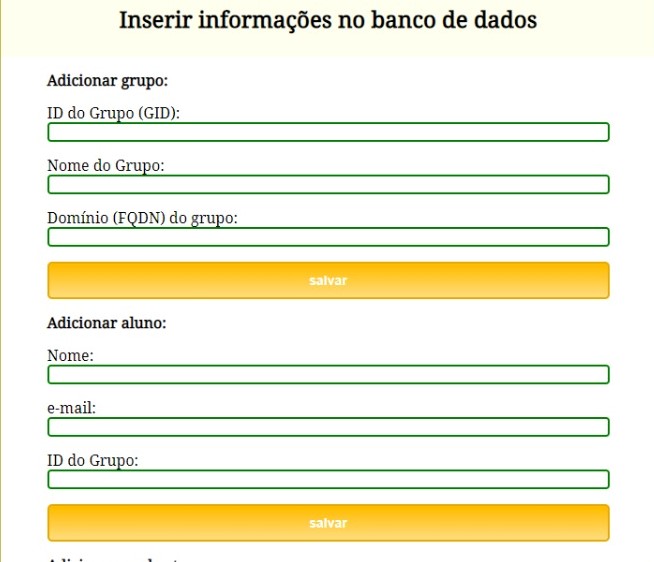 Inserir informações no banco de dados
Adicionar grupo:
ID do Grupo (GID):
Nome do Grupo:
Domínio (FQDN) do grupo:
salvar
Adicionar aluno:
Nome:
e-mail:
ID do Grupo:
salvar